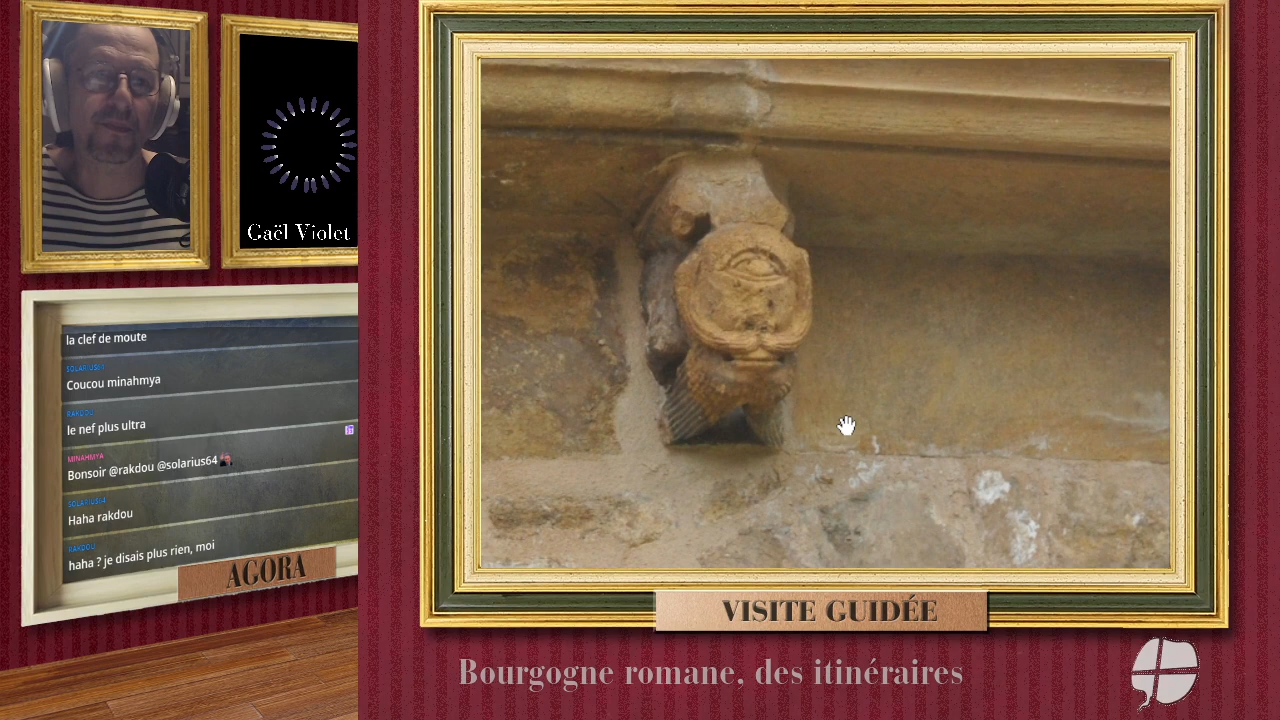 Gaël Violet
la clef de moute
SOLARIUS64
Coucou minahmya
RAKDOU
le nef plus ultra
MINAHMYA
Bonsoir @rakdou @solarius64
SOLARIUS64
Haha rakdou
RAKDOU
haha ? je disais plus rien, moi
AGORA
VISITE GUIDÉE
Bourgogne romane, des itinéraires